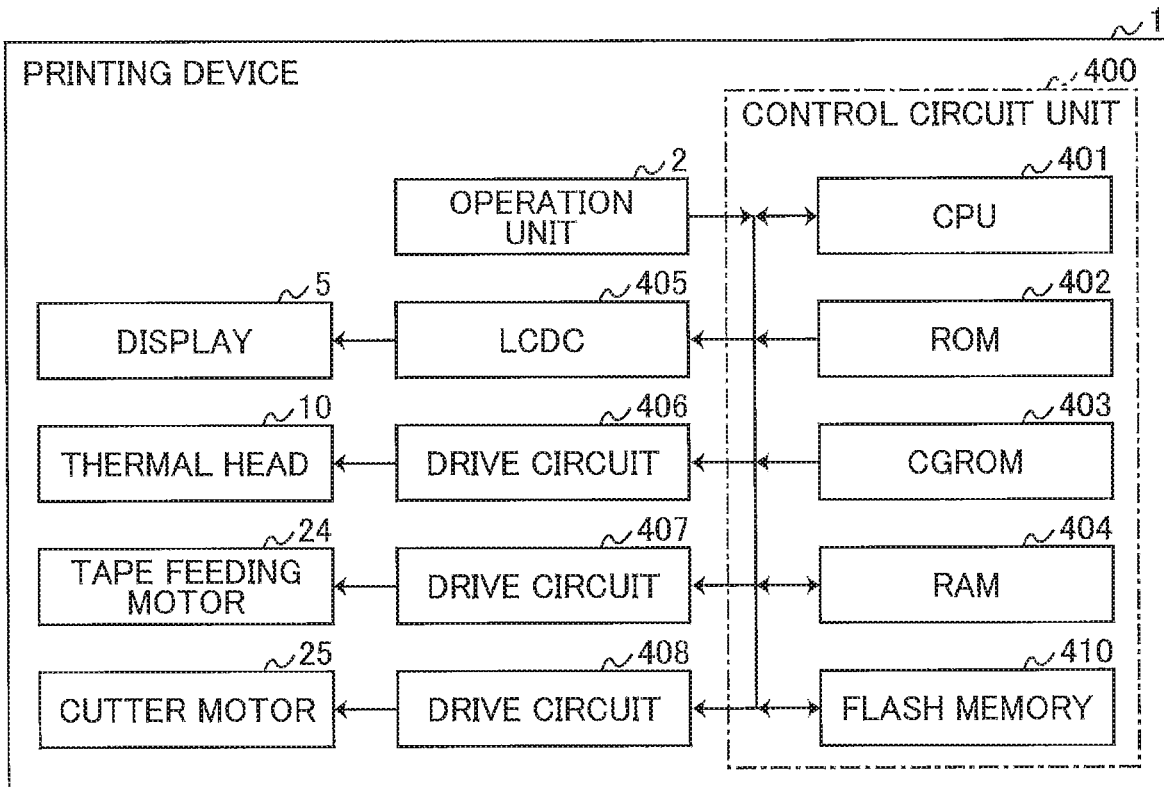 1
PRINTING DEVICE
400
CONTROL CIRCUIT UNIT
2
OPERATION
UNIT
401
CPU
5
DISPLAY
405
LCDC
402
ROM
10
THERMAL HEAD
406
DRIVE CIRCUIT
403
CGROM
24
TAPE FEEDING
MOTOR
407
DRIVE CIRCUIT
404
RAM
25
CUTTER MOTOR
408
DRIVE CIRCUIT
410
FLASH MEMORY